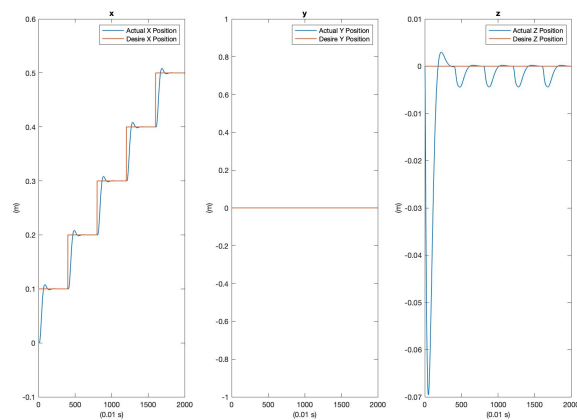 x
Actual X Position
Desire X Position
0.6
0.5
0.4
0.3
0.2
0.1
0
-0.1
(m)
0
500
1000
1500
2000
(0.01 s)
y
Actual Y Position
Desire Y Position
1
0.8
0.6
0.4
0.2
0
-0.2
-0.4
-0.6
-0.8
-1
(m)
0
500
1000
1500
2000
(0.01 s)
z
Actual Z Position
Desire Z Position
0.01
0
-0.01
-0.02
-0.03
-0.04
-0.05
-0.06
-0.07
(m)
0
500
1000
1500
2000
(0.01 s)